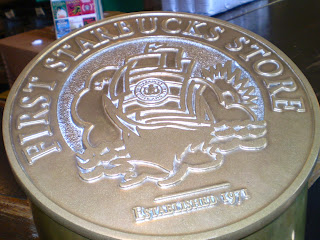 FIRST STARBUCKS STORE
ESTABLISHED 1971